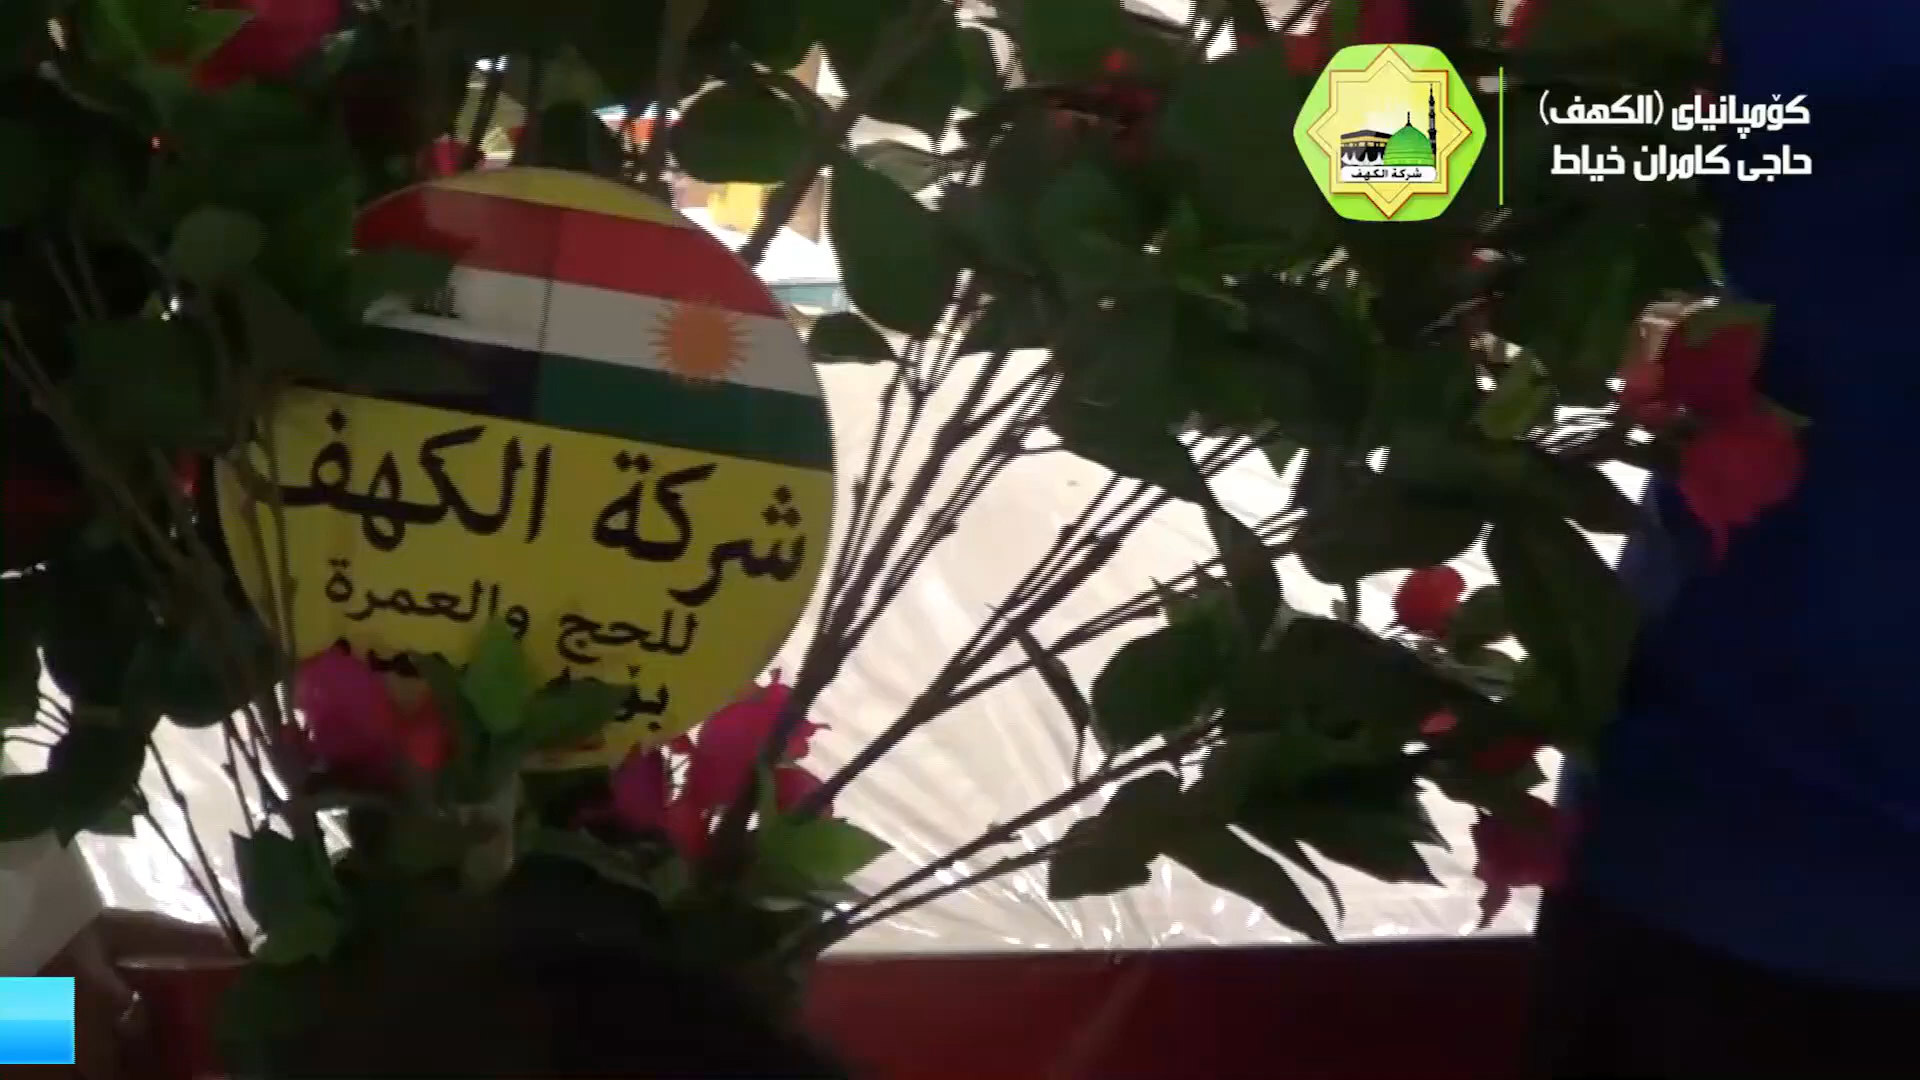 کۆمپانیای (الکهف)
حاجی کامران خیاط
شركة الكهف
شركة الكهف
للحج والعمرة